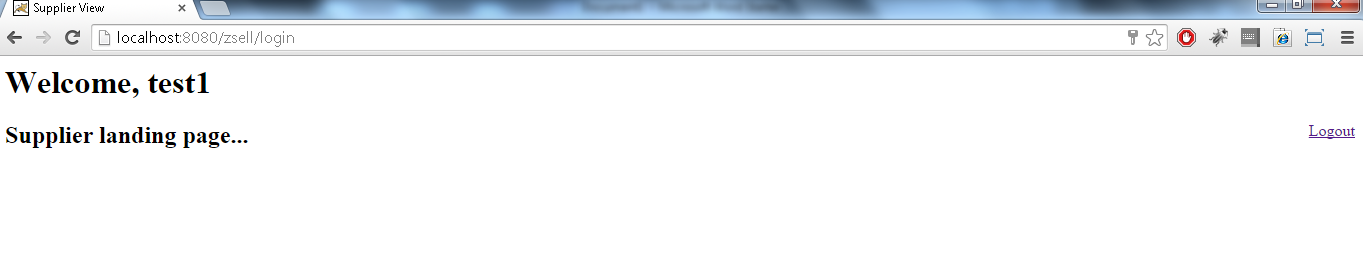 Supplier View
localhost:8080/zsell/login
Welcome, test1
Supplier landing page...
Logout